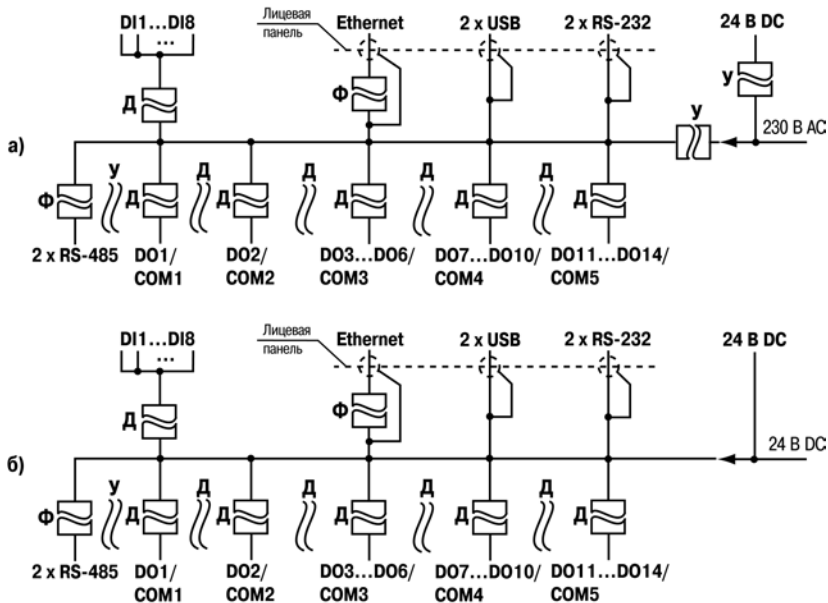 DI1...DI8
...
Лицевая
панель
Ethernet
2 x USB
2 x RS-232
24 В DC
Д
Ф
У
У
230 В AC
а)
Ф
У
Д
Д
Д
Д
Д
Д
Д
Д
Д
2 x RS-485
DO1/
COM1
DO2/
COM2
DO3...DO6/
COM3
DO7...DO10/
COM4
DO11...DO14/
COM5
DI1...DI8
...
Лицевая
панель
Ethernet
2 x USB
2 x RS-232
24 В DC
Д
Ф
24 В DC
б)
Ф
У
Д
Д
Д
Д
Д
Д
Д
Д
Д
2 x RS-485
DO1/
COM1
DO2/
COM2
DO3...DO6/
COM3
DO7...DO10/
COM4
DO11...DO14/
COM5